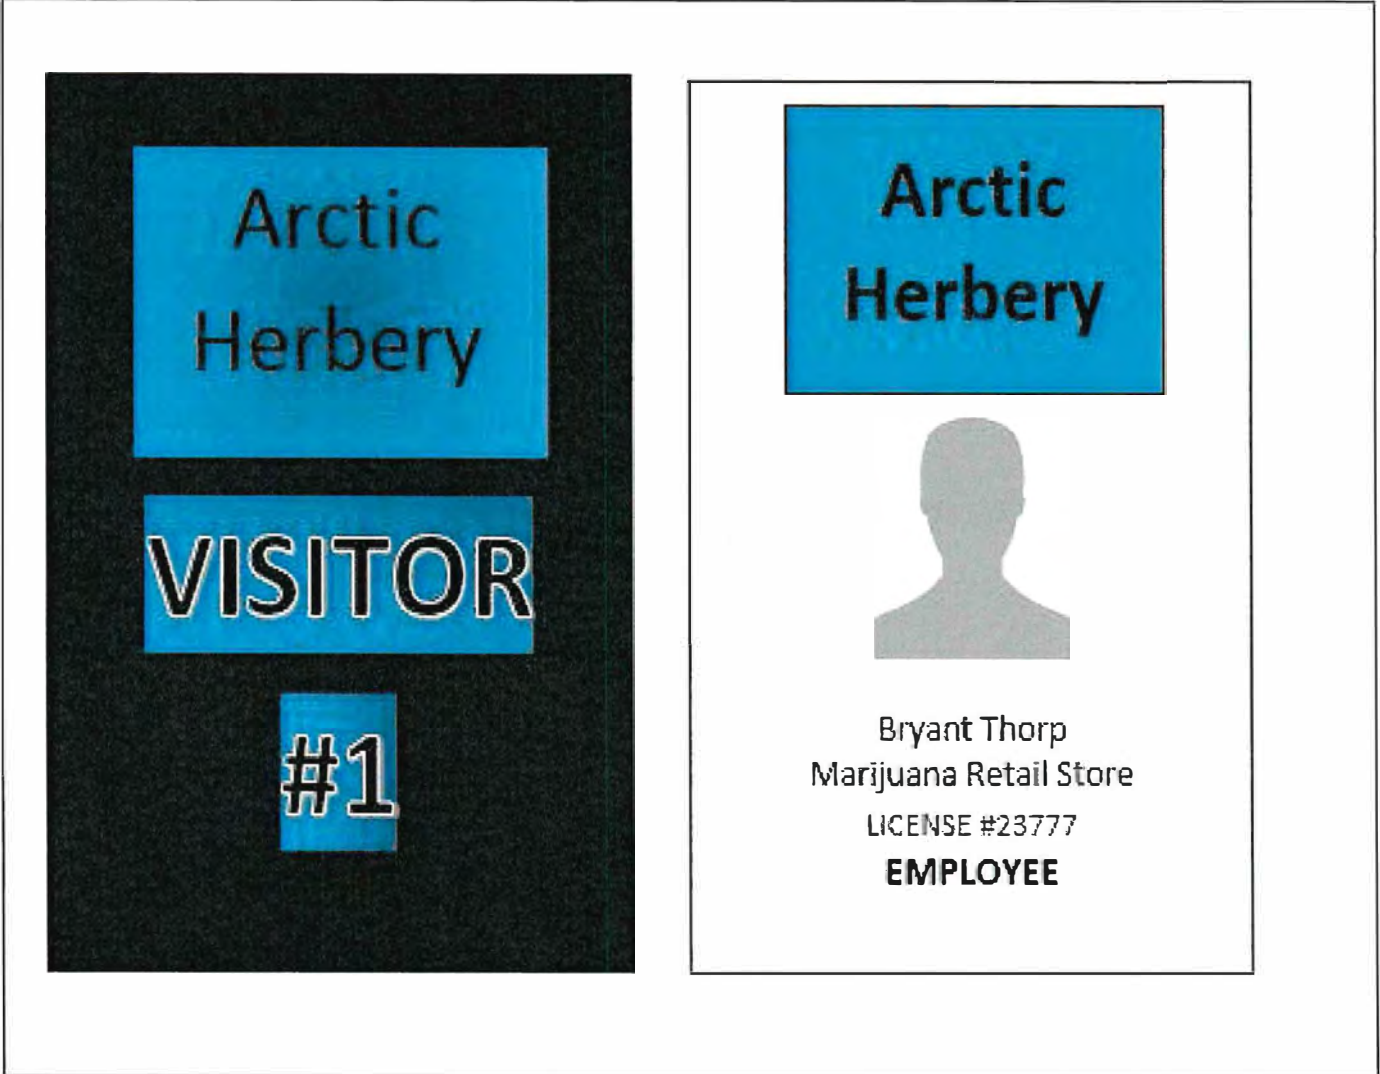 Arctic
Herbery
VISITOR
#1
Arctic
Herbery
Bryant Thorp
Marijuana Retail Store
LICENSE #23777
EMPLOYEE